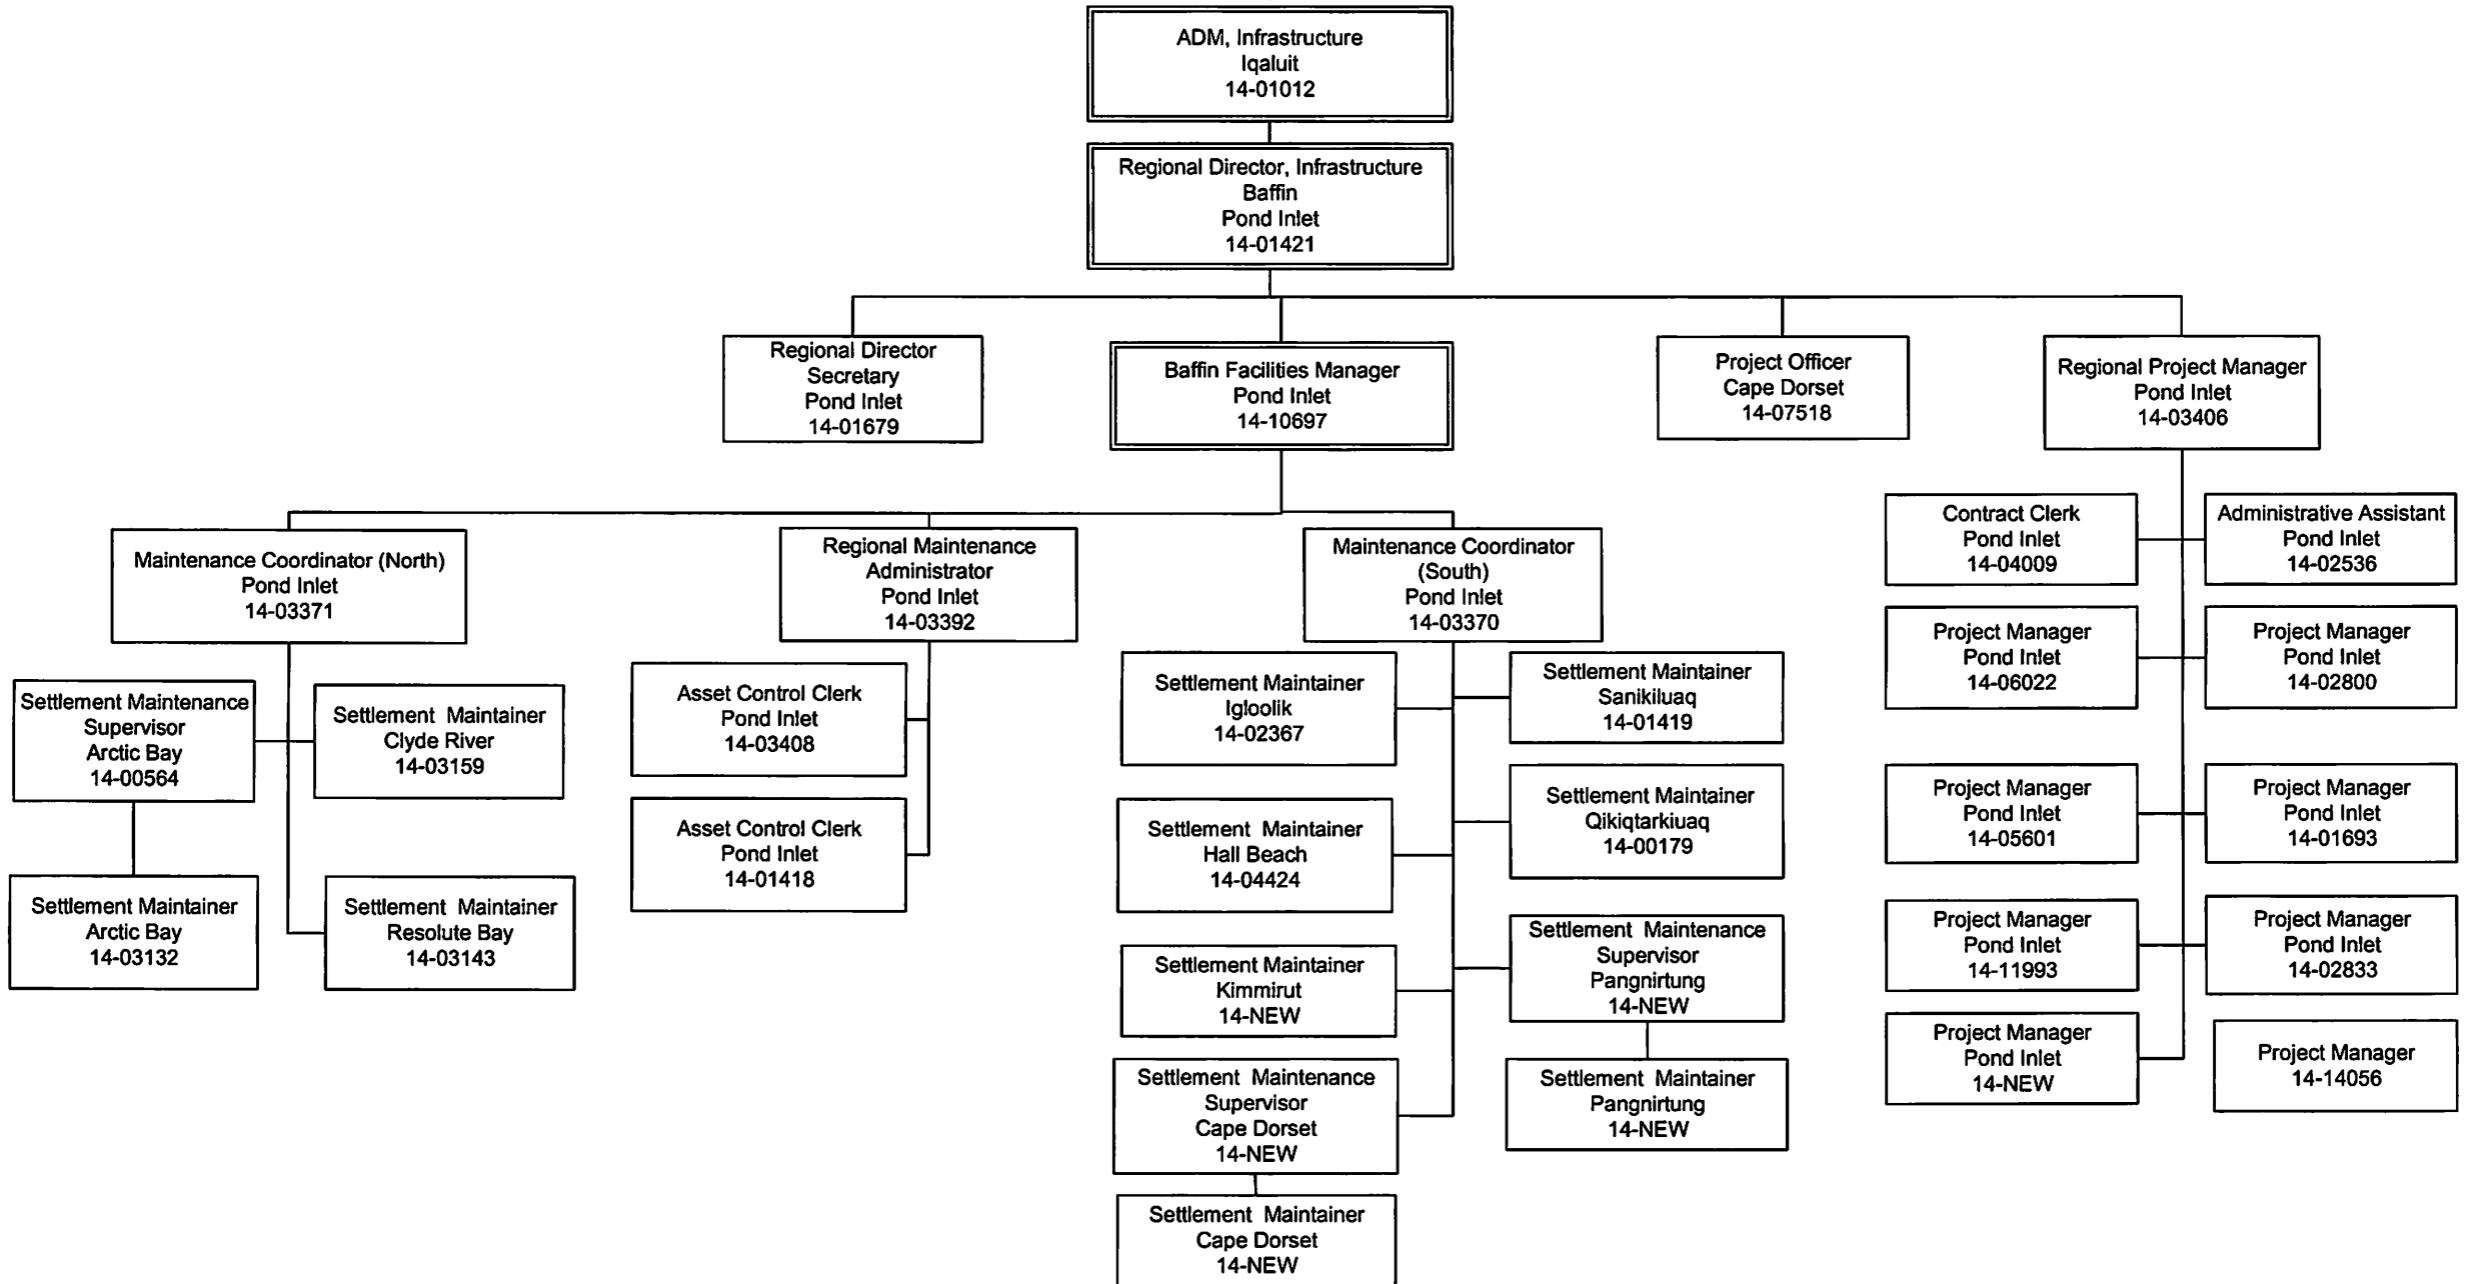 ADM, Infrastructure
Iqaluit
14-01012
Regional Director, Infrastructure
Baffin
Pond Inlet
14-01421
Regional Director
Secretary
Pond Inlet
14-01679
Baffin Facilities Manager
Pond Inlet
14-10697
Project Officer
Cape Dorset
14-07518
Regional Project Manager
Pond Inlet
14-03406
Maintenance Coordinator (North)
Pond Inlet
14-03371
Settlement Maintenance
Supervisor
Arctic Bay
14-00564
Settlement Maintainer
Clyde River
14-03159
Settlement Maintainer
Arctic Bay
14-03132
Settlement Maintainer
Resolute Bay
14-03143
Regional Maintenance
Administrator
Pond Inlet
14-03392
Asset Control Clerk
Pond Inlet
14-03408
Asset Control Clerk
Pond Inlet
14-01418
Maintenance Coordinator
(South)
Pond Inlet
14-03370
Settlement Maintainer
Igloolik
14-02367
Settlement Maintainer
Sanikiluaq
14-01419
Settlement Maintainer
Hall Beach
14-04424
Settlement Maintainer
Qikiqtarkiuaq
14-00179
Settlement Maintainer
Kimmirut
14-NEW
Settlement Maintenance
Supervisor
Pangnirtung
14-NEW
Settlement Maintenance
Supervisor
Cape Dorset
14-NEW
Settlement Maintainer
Pangnirtung
14-NEW
Settlement Maintainer
Cape Dorset
14-NEW
Contract Clerk
Pond Inlet
14-04009
Administrative Assistant
Pond Inlet
14-02536
Project Manager
Pond Inlet
14-06022
Project Manager
Pond Inlet
14-02800
Project Manager
Pond Inlet
14-05601
Project Manager
Pond Inlet
14-01693
Project Manager
Pond Inlet
14-11993
Project Manager
Pond Inlet
14-02833
Project Manager
Pond Inlet
14-NEW
Project Manager
14-14056